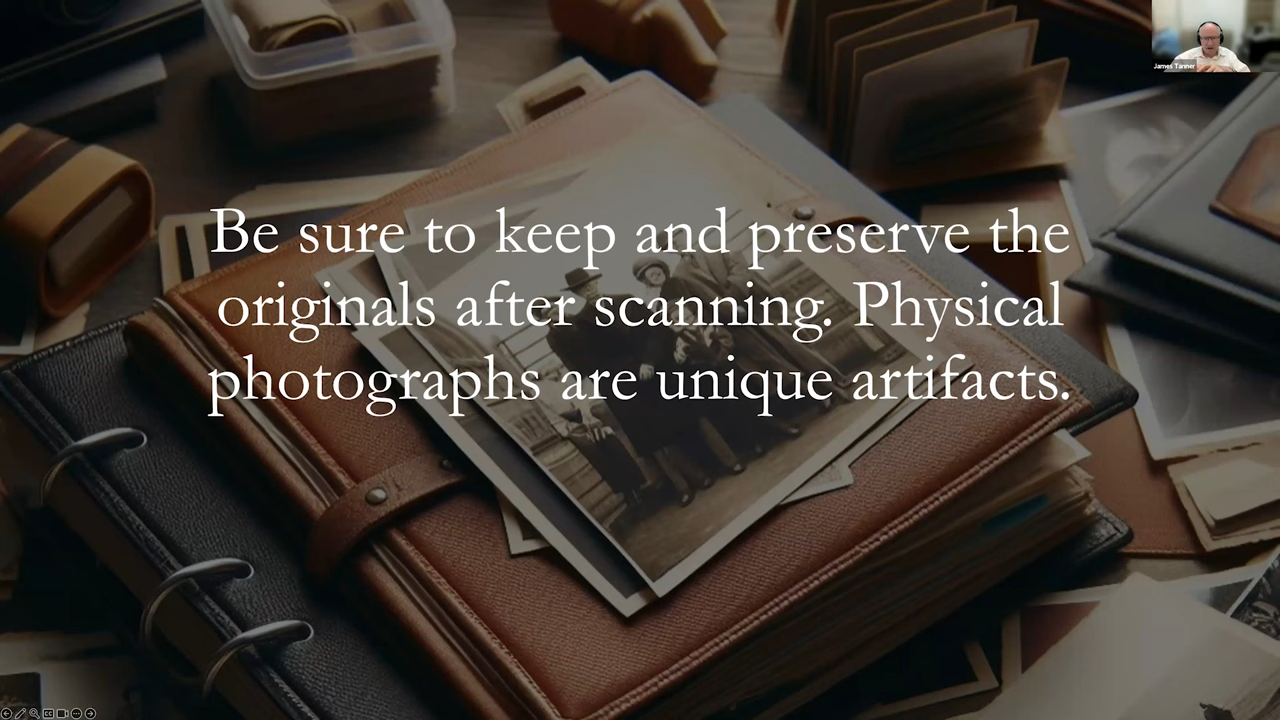 James Tanner
Be sure to keep and preserve the
originals after scanning. Physical
photographs are unique artifacts.